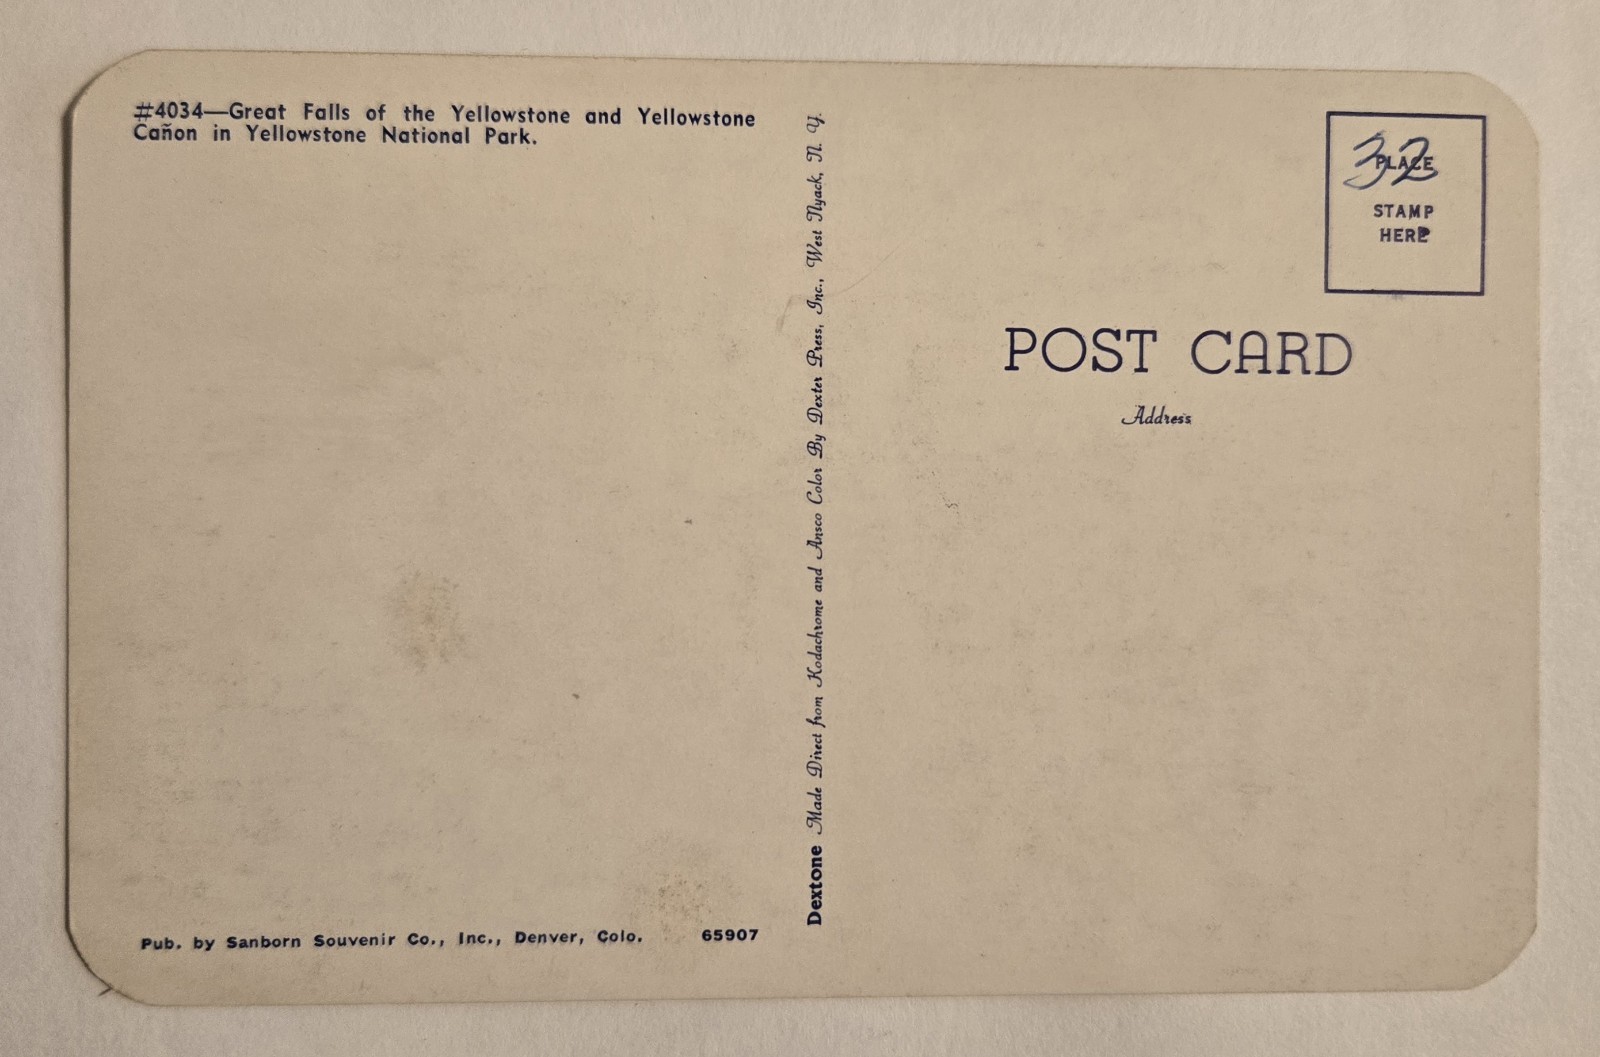 #4034—Great Falls of the Yellowstone and Yellowstone
Cañon in Yellowstone National Park.
Pub. by Sanborn Souvenir Co., Inc., Denver, Colo. 65907
Dextone Made Direct from Kodachrome and Ansco Color By Dexter Press, Inc., West Nyack, N. Y.
32
PLACE
STAMP
HERE
POST CARD
Address